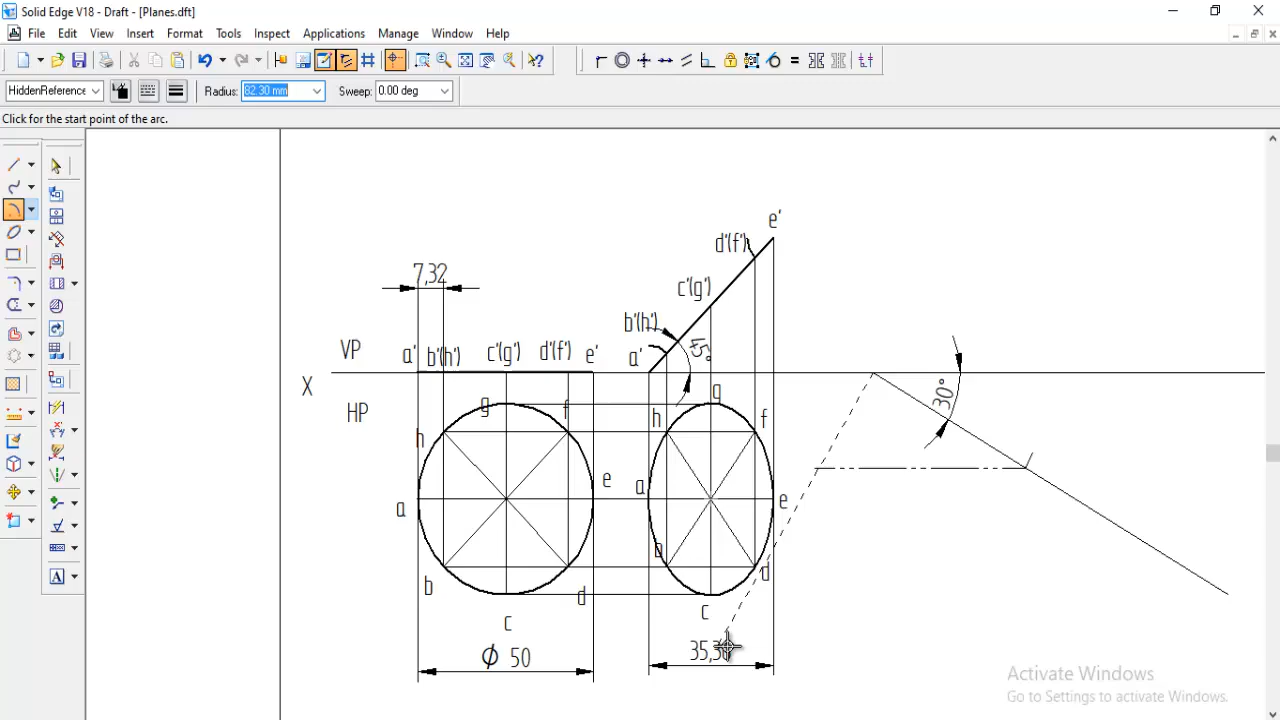 Solid Edge V18 - Draft - [Planes.dft]
File Edit View Insert Format Tools Inspect Applications Manage Window Help
HiddenReference Radius: 82.30 mm Sweep: 0.00 deg
Click for the start point of the arc.
e'
d'(f')
7,32
c'(g')
b'(h')
45°
VP a' b'(h') c'(g') d'(f') e' a'
X
30°
HP g f g
h h f
a e a e
b d b d
c c
Φ 50 35,36
A
Activate Windows
Go to Settings to activate Windows.